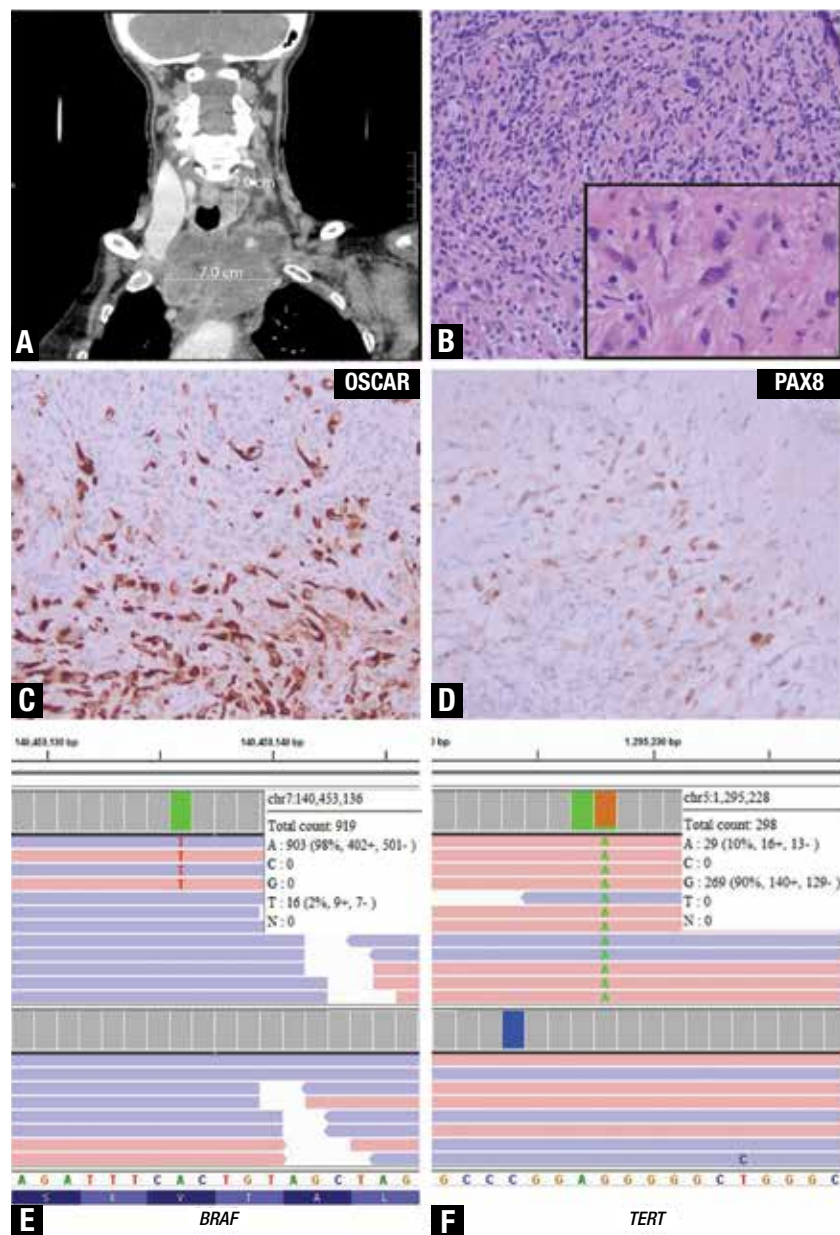 7.0 cm
A
B
OSCAR
PAX8
C
D
140,453,130 bp 140,453,140 bp
chr7:140,453,136
Total count: 919
A : 903 (98%, 402+, 501- )
C : 0
G : 0
T : 16 (2%, 9+, 7- )
N : 0
T
T
T
T
A G A T T T C A C T G T A G C T A G
S K V T A L
E
BRAF
0 bp 1,295,230 bp
chr5:1,295,228
Total count: 298
A : 29 (10%, 16+, 13- )
C : 0
G : 269 (90%, 140+, 129- )
T : 0
N : 0
A
A
A
A
A
A
A
A
A
C
G C C C G G A G G G G G C T G G G C
F
TERT